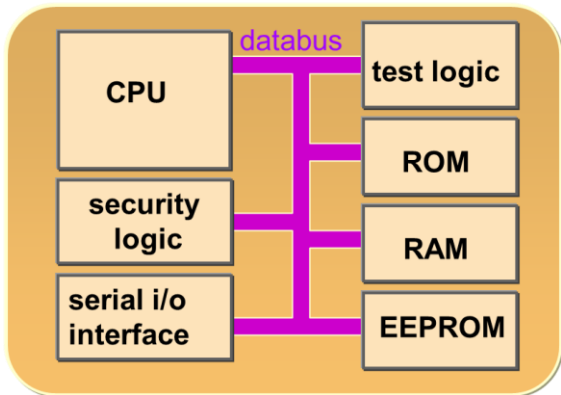 databus
CPU
test logic
ROM
security
logic
RAM
serial i/o
interface
EEPROM